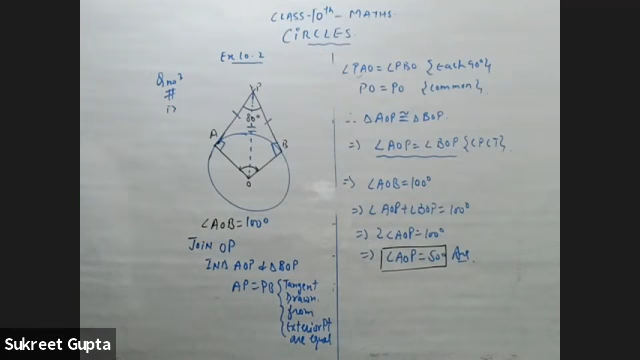 CLASS-10th- MATHS
CIRCLES
Ex 10.2
Qno 3
#
i>
P
80°
A
B
O
∠AOB=100°
JOIN OP
IN△ AOP & △BOP
AP=PB {Tangent
Drawn
from
Exterior Pt
are equal
∠PAO=∠PBO {Each 90°}
PO=PO {common}
∴ △AOP≅△BOP
⇒ ∠AOP=∠BOP {CPCT}
⇒ ∠AOB=100°
⇒ ∠AOP+∠BOP=100°
⇒ 2∠AOP=100°
⇒ ∠AOP=50° Ans.
Sukreet Gupta